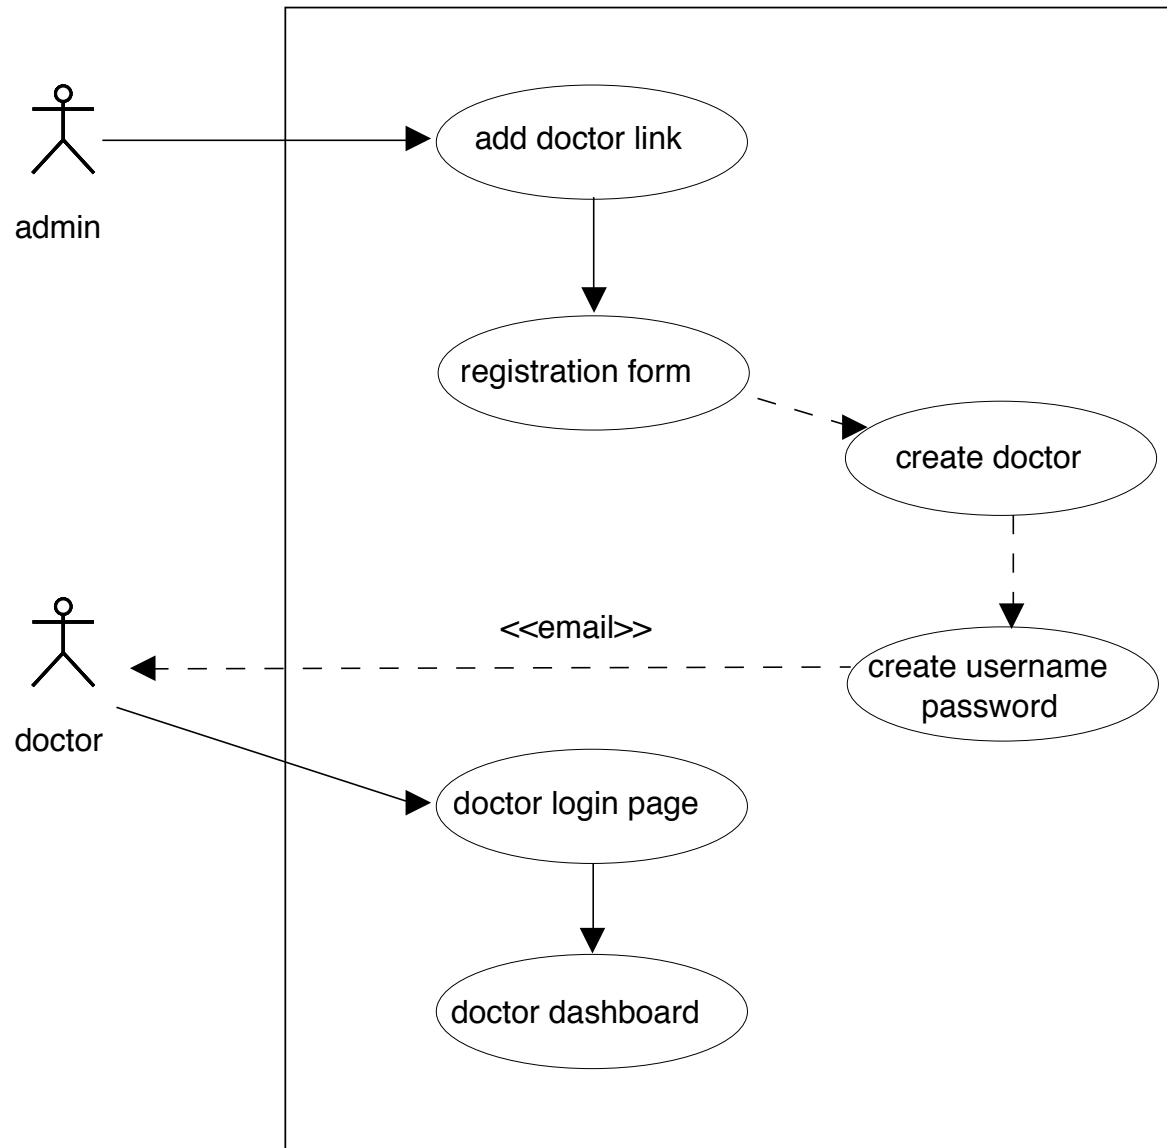 add doctor link
admin
registration form
create doctor
<<email>>
create username
password
doctor
doctor login page
doctor dashboard